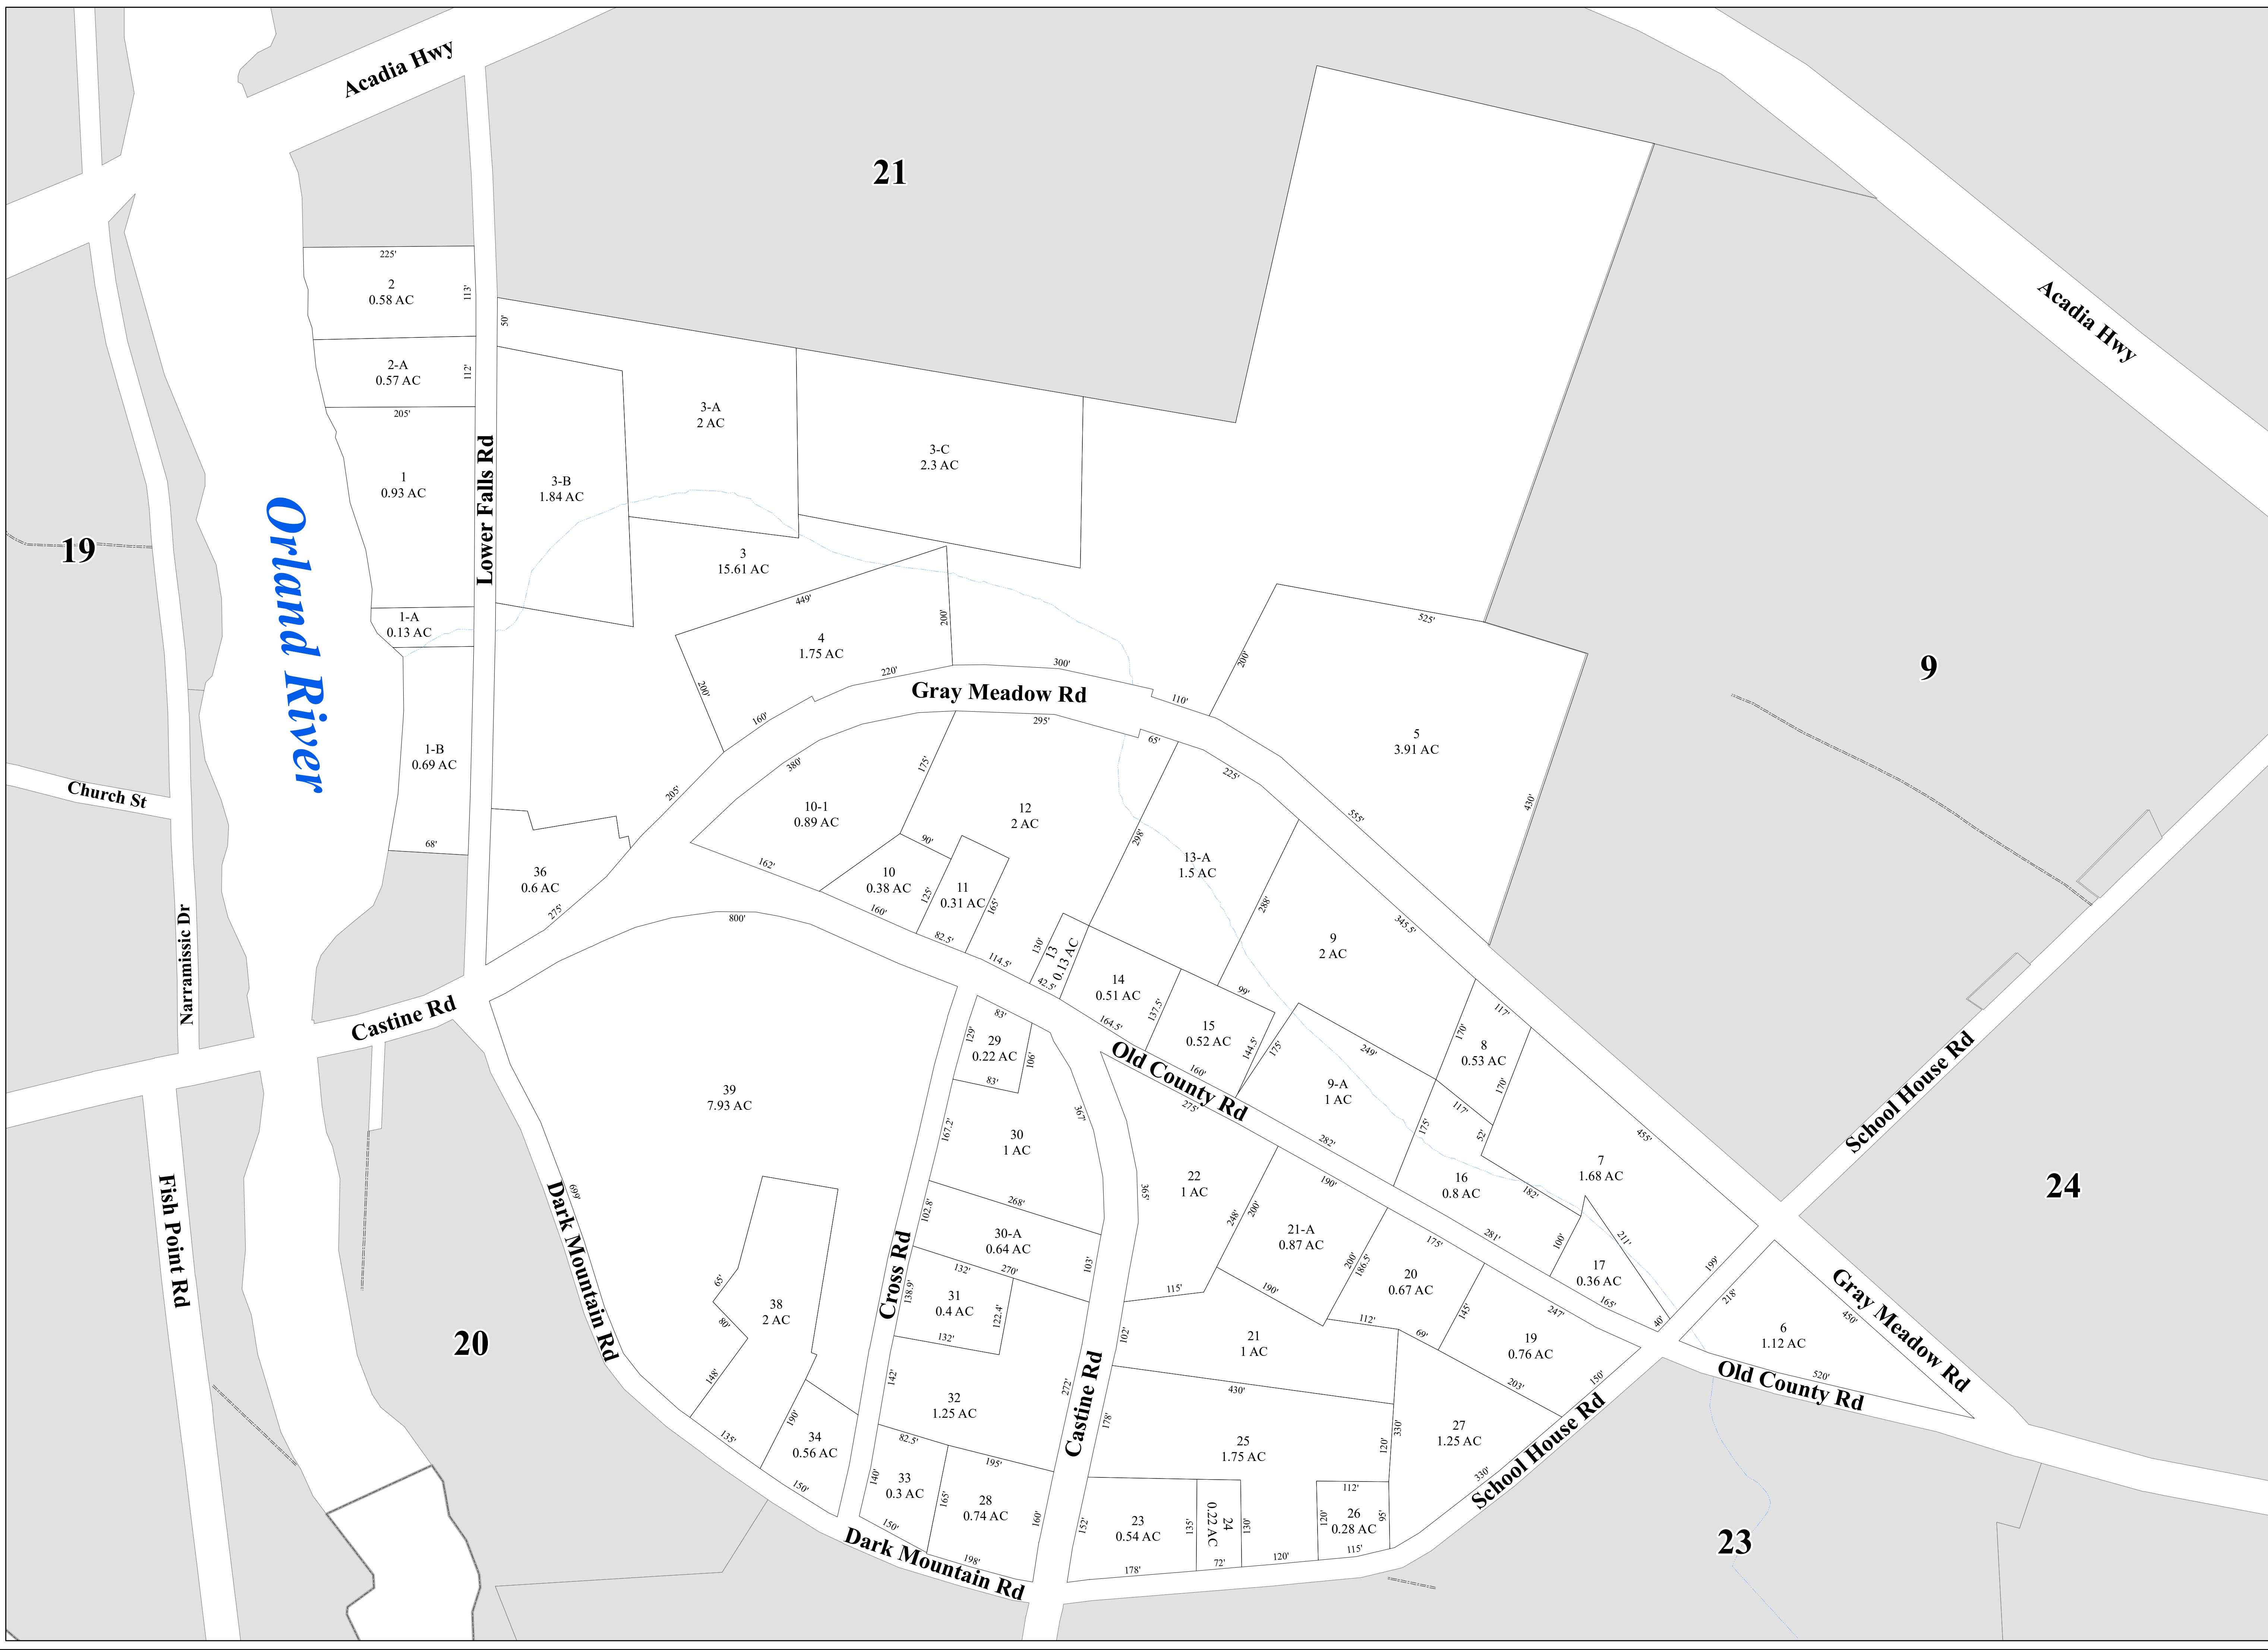 Acadia Hwy
21
225'
2
0.58 AC
113'
50'
2-A
0.57 AC
112'
205'
Acadia Hwy
3-A
2 AC
3-C
2.3 AC
1
0.93 AC
Lower Falls Rd
3-B
1.84 AC
19
Orland River
3
15.61 AC
449'
200'
1-A
0.13 AC
4
1.75 AC
525'
200'
200'
220'
300'
110'
Gray Meadow Rd
160'
9
5
3.91 AC
1-B
0.69 AC
295'
65'
225'
175'
380'
205'
Church St
430'
555'
10-1
0.89 AC
12
2 AC
298'
68'
90'
162'
13-A
1.5 AC
36
0.6 AC
10
0.38 AC
11
0.31 AC
125'
165'
288'
275'
800'
160'
82.5'
345.5'
Narramissic Dr
130'
13
0.13 AC
9
2 AC
114.5'
42.5'
14
0.51 AC
99'
137.5'
Castine Rd
83'
129'
29
0.22 AC
106'
83'
164.5'
15
0.52 AC
144.5'
175'
160'
117'
170'
8
0.53 AC
249'
170'
School House Rd
Old County Rd
9-A
1 AC
39
7.93 AC
275'
367'
117'
167.2'
30
1 AC
282'
175'
52'
455'
7
1.68 AC
Fish Point Rd
Dark Mountain Rd
699'
22
1 AC
365'
190'
16
0.8 AC
182'
24
268'
102.8'
248'
200'
21-A
0.87 AC
30-A
0.64 AC
175'
281'
100'
211'
Cross Rd
132'
270'
103'
200'
186.5'
17
0.36 AC
199'
65'
138.9'
115'
190'
20
0.67 AC
165'
218'
Gray Meadow Rd
31
0.4 AC
122.4'
38
2 AC
80'
132'
102'
112'
69'
145'
247'
40'
450'
6
1.12 AC
20
21
1 AC
19
0.76 AC
148'
142'
272'
Castine Rd
430'
203'
150'
520'
Old County Rd
32
1.25 AC
178'
190'
135'
34
0.56 AC
82.5'
195'
25
1.75 AC
330'
120'
27
1.25 AC
School House Rd
330'
150'
140'
33
0.3 AC
165'
28
0.74 AC
160'
152'
23
0.54 AC
135'
24
0.22 AC
130'
112'
120'
26
0.28 AC
95'
23
150'
198'
178'
72'
120'
115'
Dark Mountain Rd